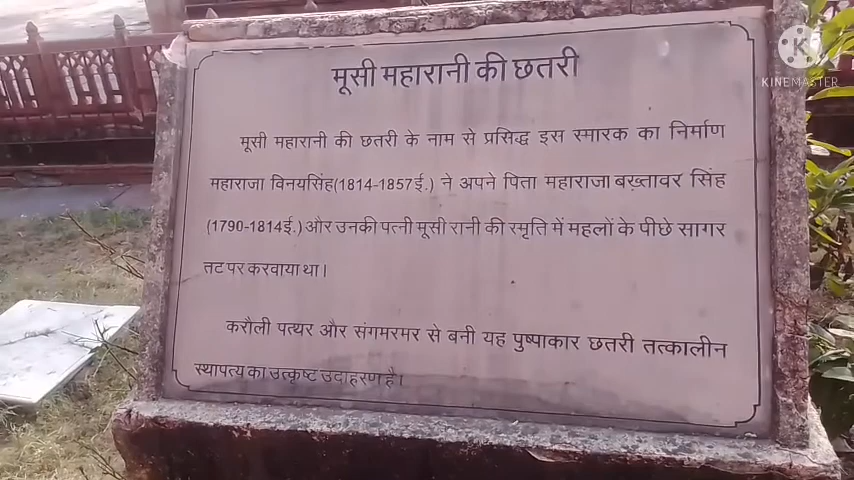 मूसी महारानी की छतरी
मूसी महारानी की छतरी के नाम से प्रसिद्ध इस स्मारक का निर्माण
महाराजा विनयसिंह(1814-1857ई.) ने अपने पिता महाराजा बख़्तावर सिंह
(1790-1814ई.) और उनकी पत्नी मूसी रानी की स्मृति में महलों के पीछे सागर
तट पर करवाया था।
करौली पत्थर और संगमरमर से बनी यह पुष्पाकार छतरी तत्कालीन
स्थापत्य का उत्कृष्ट उदाहरण है।
KINEMASTER